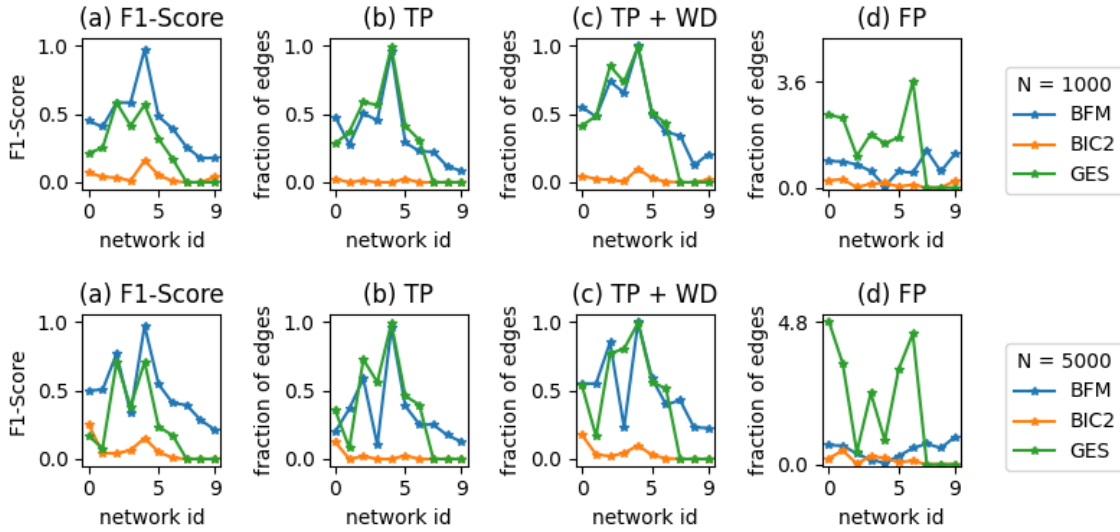 (a) F1-Score (b) TP (c) TP + WD (d) FP
F1-Score
1.0
0.5
0.0
0 5 9
network id
fraction of edges
1.0
0.5
0.0
0 5 9
network id
fraction of edges
1.0
0.5
0.0
0 5 9
network id
fraction of edges
3.6
0.0
0 5 9
network id
N = 1000
BFM
BIC2
GES
(a) F1-Score (b) TP (c) TP + WD (d) FP
F1-Score
1.0
0.5
0.0
0 5 9
network id
fraction of edges
1.0
0.5
0.0
0 5 9
network id
fraction of edges
1.0
0.5
0.0
0 5 9
network id
fraction of edges
4.8
0.0
0 5 9
network id
N = 5000
BFM
BIC2
GES